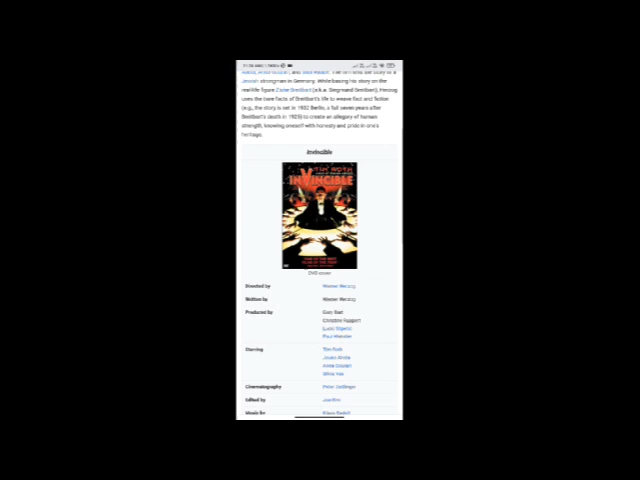 Jewish strongman in Germany. While basing his story on the
real-life figure Zishe Breitbart (a.k.a. Siegmund Breitbart), Herzog
uses the bare facts of Breitbart's life to weave fact and fiction
(e.g., the story is set in 1932 Berlin, a full seven years after
Breitbart's death in 1925) to create an allegory of human
strength, knowing oneself with honesty and pride in one's
heritage.
Invincible
TIM ROTH
INVINCIBLE
DVD cover
Directed by Werner Herzog
Written by Werner Herzog
Produced by Gary Bart
Christine Ruppert
Paul Webster
Starring Tim Roth
Jouko Ahola
Anna Gourari
Cinematography Peter Zeitlinger
Edited by Joe Bini
Music by Klaus Badelt